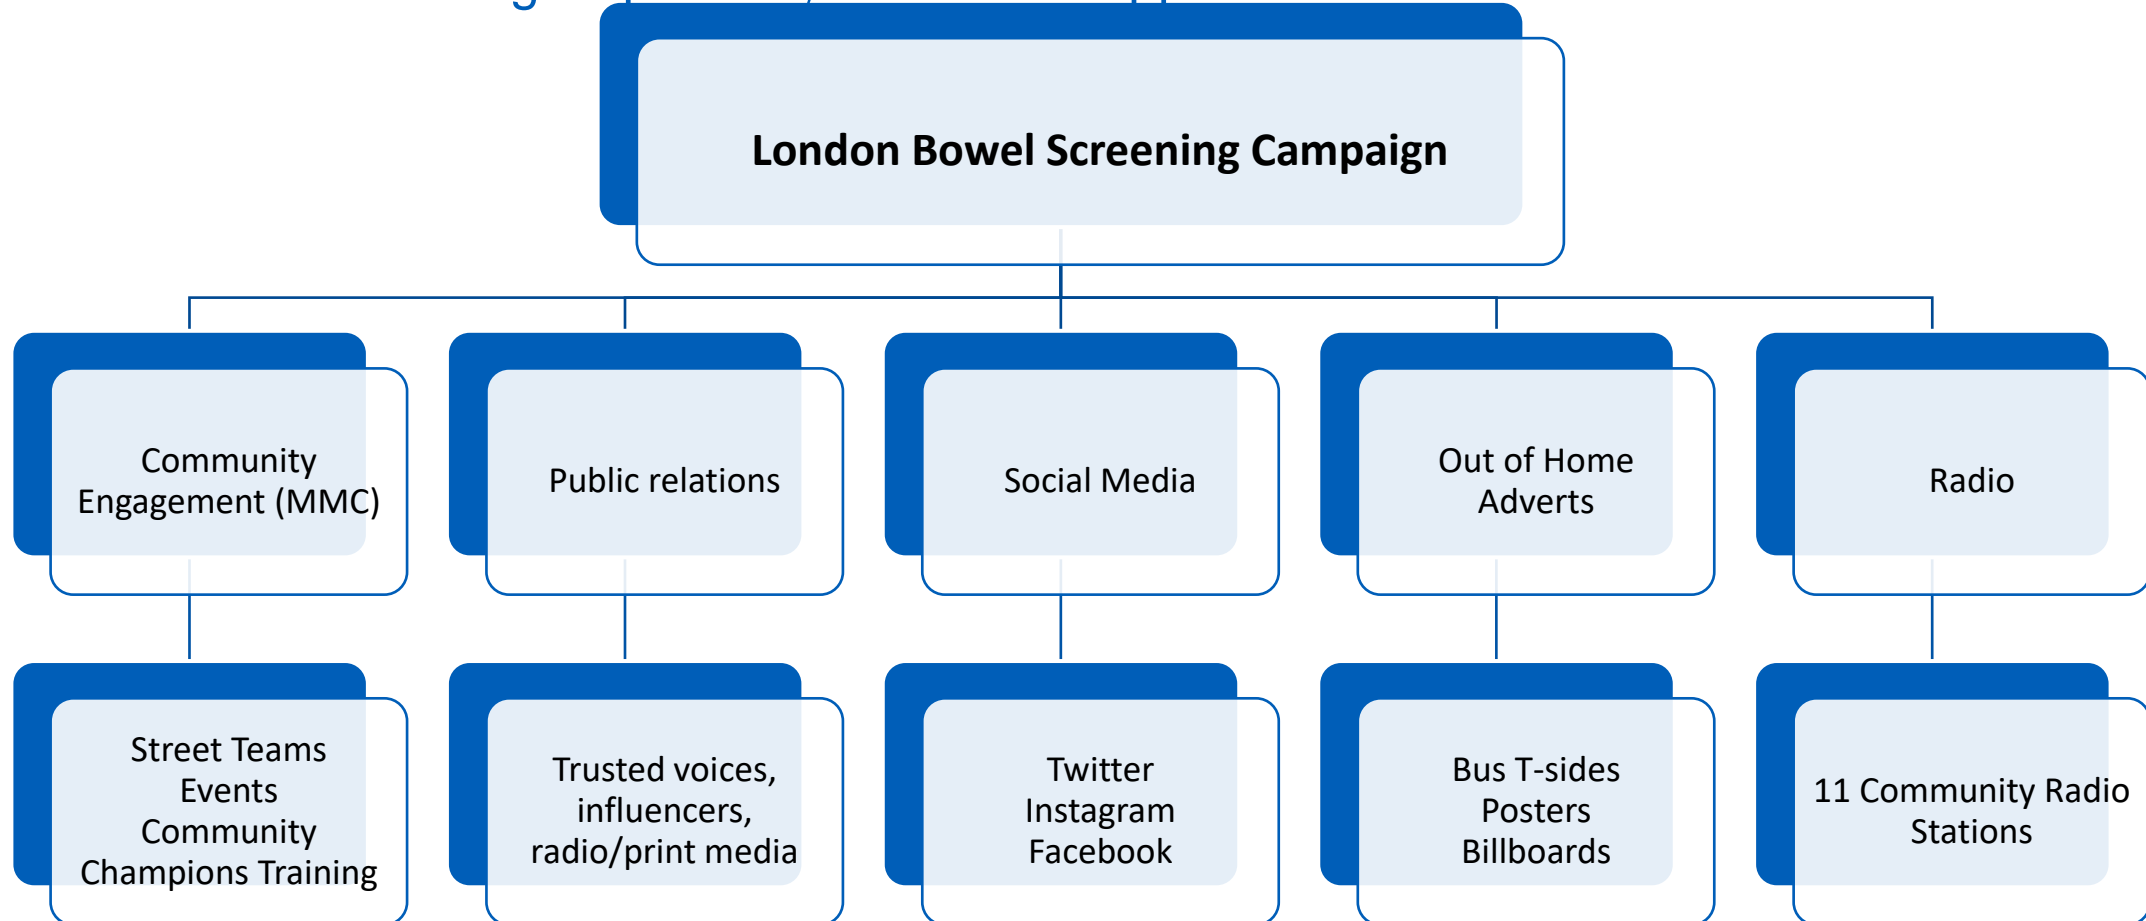 London Bowel Screening Campaign
Community
Engagement (MMC)
Public relations
Social Media
Out of Home
Adverts
Radio
Street Teams
Events
Community
Champions Training
Trusted voices,
influencers,
radio/print media
Twitter
Instagram
Facebook
Bus T-sides
Posters
Billboards
11 Community Radio
Stations